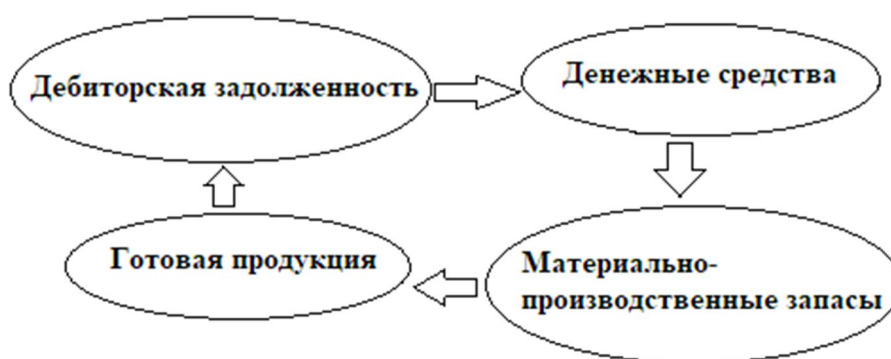 Дебиторская задолженность
Денежные средства
Готовая продукция
Материально-
производственные запасы